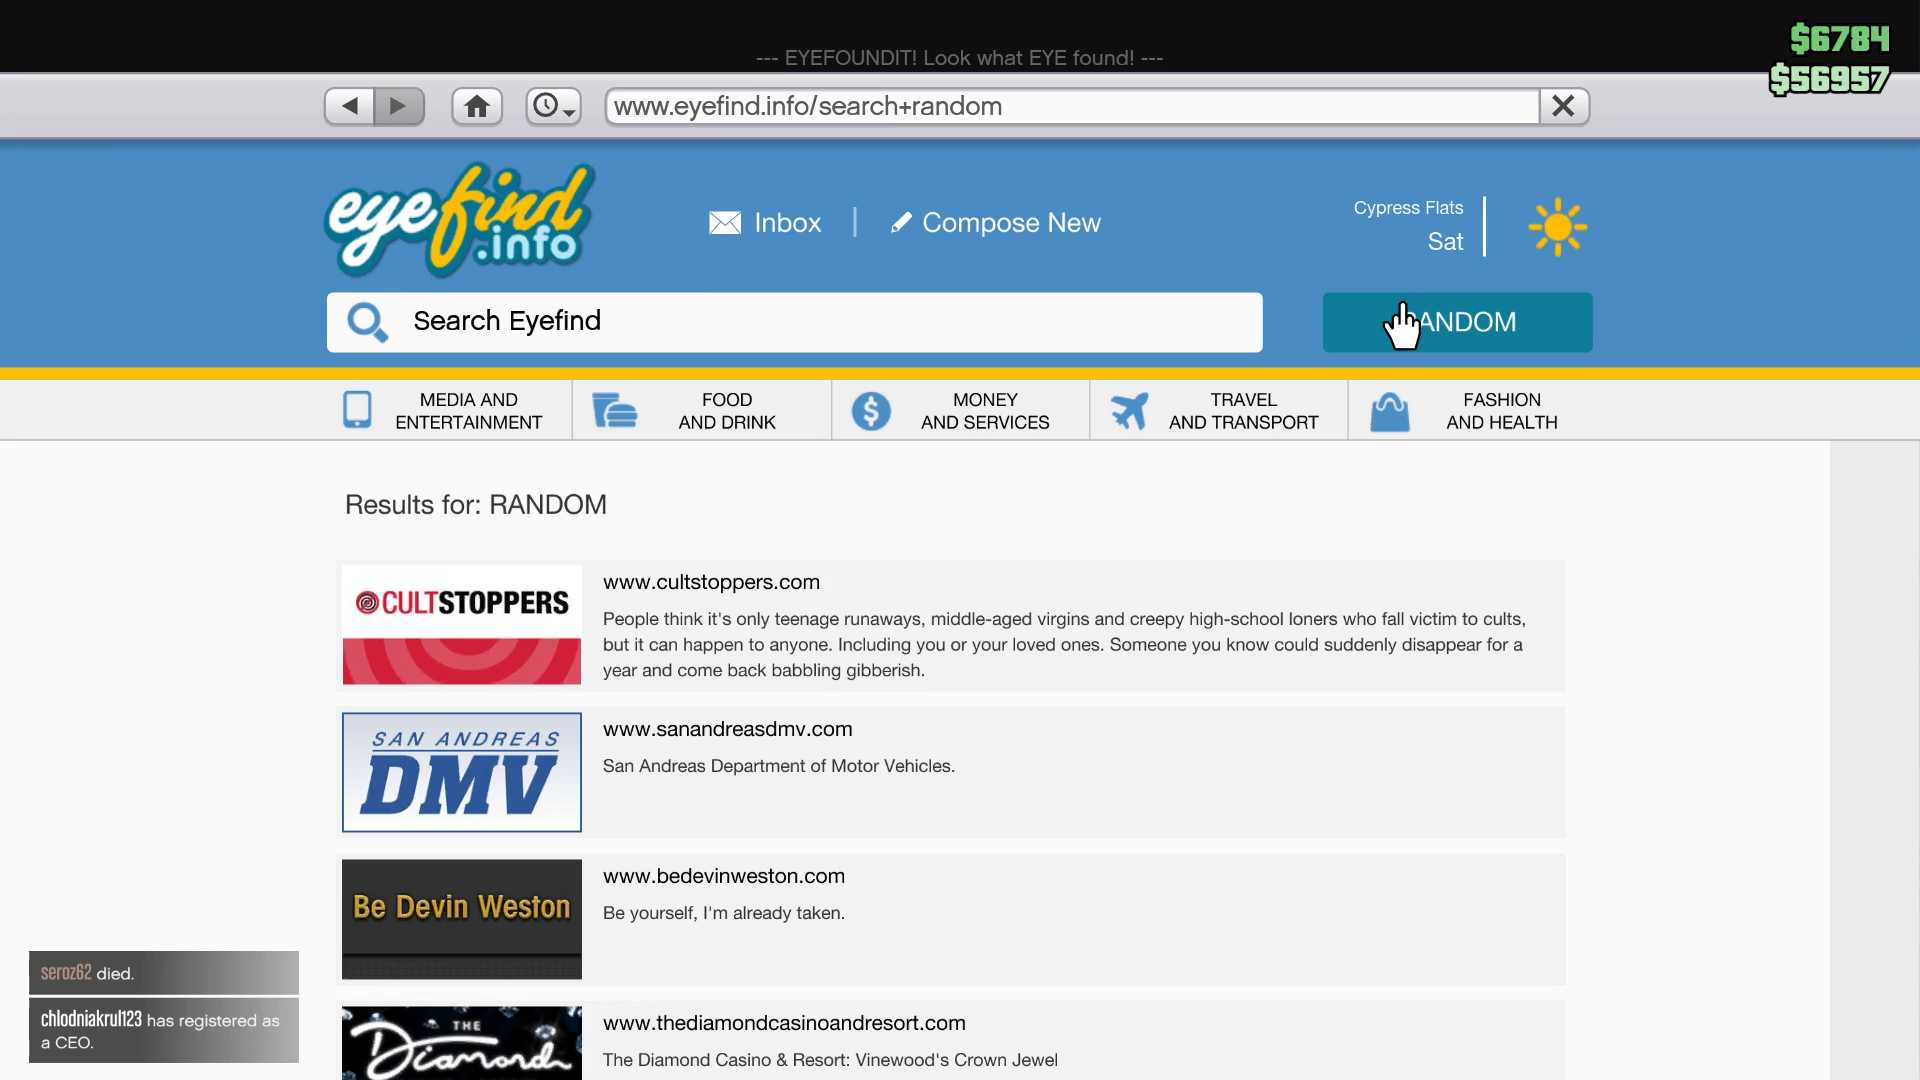 --- EYEFOUNDIT! Look what EYE found! ---
$6784
$56957
www.eyefind.info/search+random
eyefind
.info
Inbox
Compose New
Cypress Flats
Sat
Search Eyefind
ANDOM
MEDIA AND
ENTERTAINMENT
FOOD
AND DRINK
MONEY
AND SERVICES
TRAVEL
AND TRANSPORT
FASHION
AND HEALTH
Results for: RANDOM
CULTSTOPPERS
www.cultstoppers.com
People think it's only teenage runaways, middle-aged virgins and creepy high-school loners who fall victim to cults,
but it can happen to anyone. Including you or your loved ones. Someone you know could suddenly disappear for a
year and come back babbling gibberish.
SAN ANDREAS
DMV
www.sanandreasdmv.com
San Andreas Department of Motor Vehicles.
Be Devin Weston
www.bedevinweston.com
Be yourself, I'm already taken.
THE
Diamond
www.thediamondcasinoandresort.com
The Diamond Casino & Resort: Vinewood's Crown Jewel
seroz62 died.
chlodniakrul123 has registered as
a CEO.